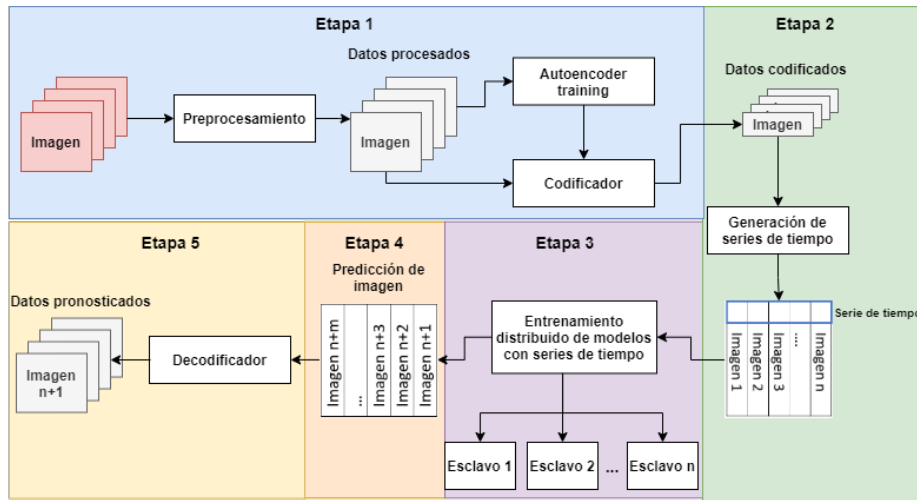 Etapa 1
Datos procesados
Imagen
Preprocesamiento
Imagen
Autoencoder
training
Codificador
Etapa 2
Datos codificados
Imagen
Generación de
series de tiempo
Serie de tiempo
Imagen 1
Imagen 2
Imagen 3
....
Imagen n
Etapa 3
Entrenamiento
distribuido de modelos
con series de tiempo
Esclavo 1
Esclavo 2
...
Esclavo n
Etapa 4
Predicción de
imagen
Imagen n+m
...
Imagen n+3
Imagen n+2
Imagen n+1
Etapa 5
Datos pronosticados
Imagen
n+1
Decodificador